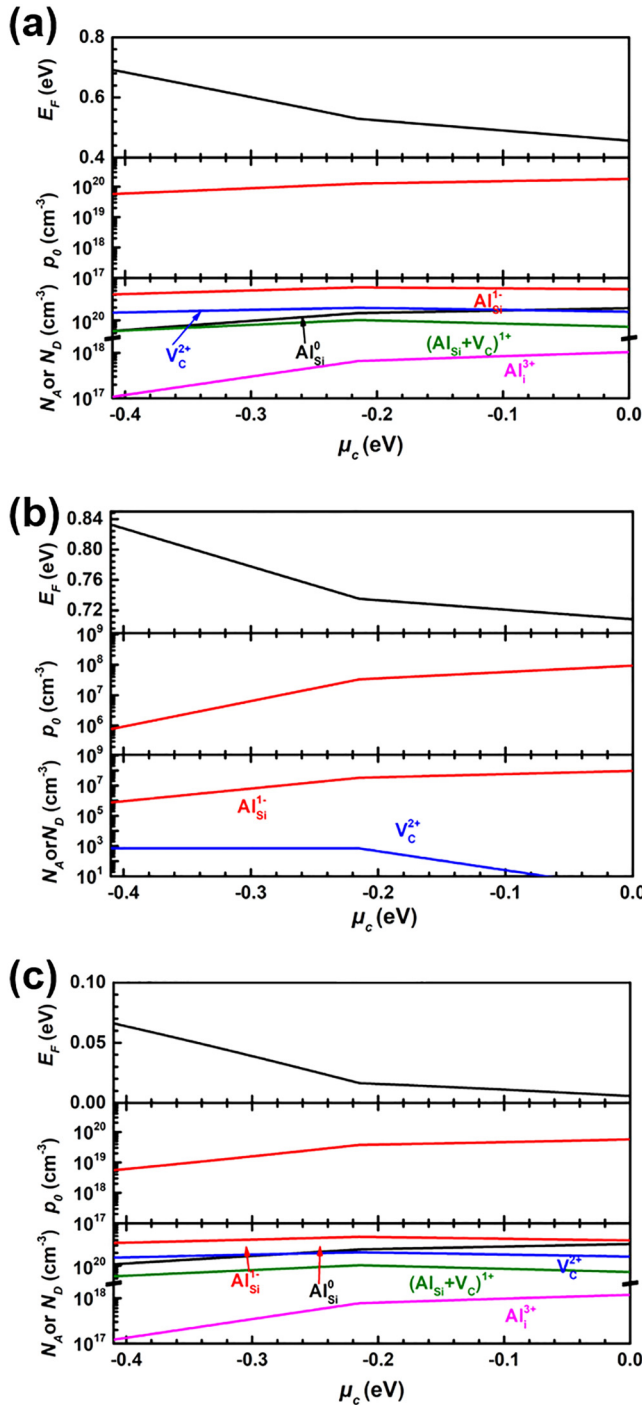 (a)
E_F (eV)
0.8
0.6
0.4
p_0 (cm^-3)
10^20
10^19
10^18
10^17
N_A or N_D (cm^-3)
10^20
10^18
10^17
Al_Si^1-
V_C^2+
Al_Si^0
(Al_Si+V_C)^1+
Al_i^3+
-0.4 -0.3 -0.2 -0.1 0.0
μ_c (eV)
(b)
E_F (eV)
0.84
0.80
0.76
0.72
p_0 (cm^-3)
10^9
10^8
10^7
10^6
N_AorN_D (cm^-3)
10^9
10^7
10^5
10^3
10^1
Al_Si^1-
V_C^2+
-0.4 -0.3 -0.2 -0.1 0.0
μ_c (eV)
(c)
E_F (eV)
0.10
0.05
0.00
p_0 (cm^-3)
10^20
10^19
10^18
10^17
N_A or N_D (cm^-3)
10^20
10^18
10^17
Al_Si^1-
Al_Si^0
V_C^2+
(Al_Si+V_C)^1+
Al_i^3+
-0.4 -0.3 -0.2 -0.1 0.0
μ_c (eV)